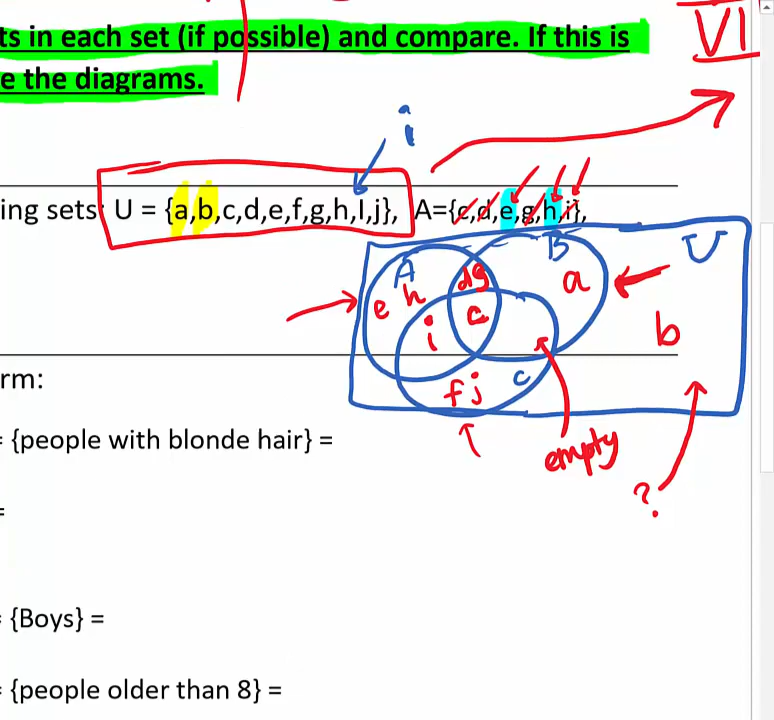 ts in each set (if possible) and compare. If this is
VI
e the diagrams.
i
ing sets: U = {a,b,c,d,e,f,g,h,I,j}, A={c,d,e,g,h,i},
A B U
e h dg a
i c b
rm:
f j c
= {people with blonde hair} =
empty
?
=
= {Boys} =
= {people older than 8} =